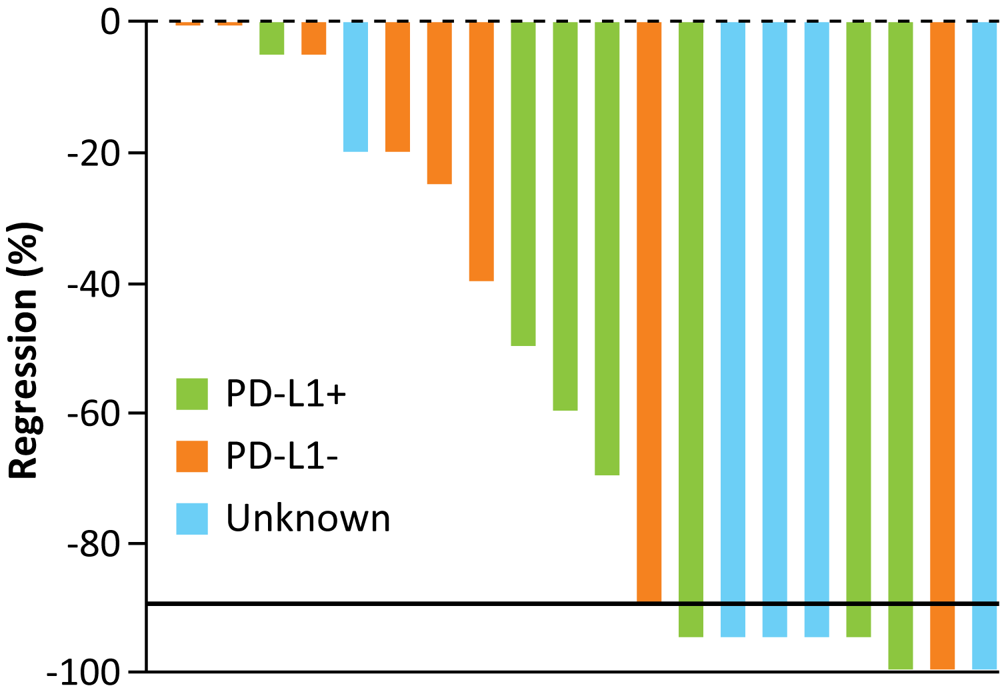 Regression (%)
0
-20
-40
-60
-80
-100
PD-L1+
PD-L1-
Unknown